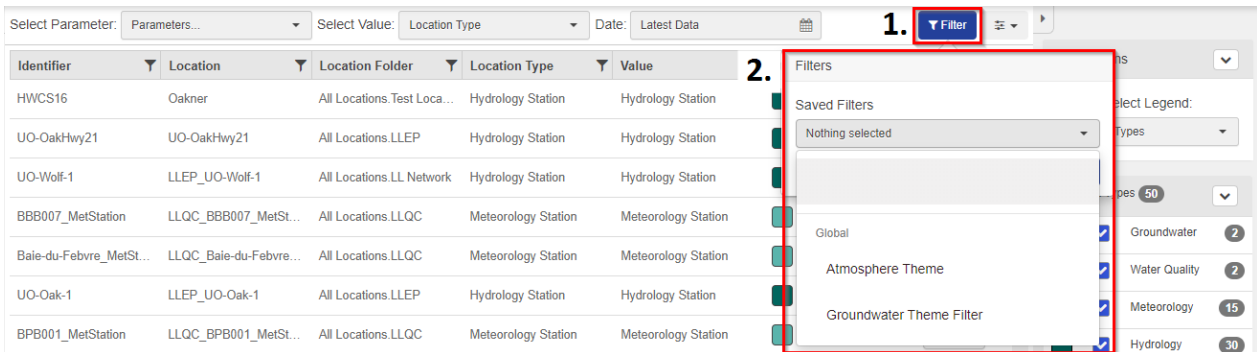 Select Parameter: Parameters... Select Value: Location Type Date: Latest Data 1. Filter
Identifier Location Location Folder Location Type Value 2. Filters ns
HWCS16 Oakner All Locations.Test Loca... Hydrology Station Hydrology Station Saved Filters elect Legend:
UO-OakHwy21 UO-OakHwy21 All Locations.LLEP Hydrology Station Hydrology Station Nothing selected Types
UO-Wolf-1 LLEP_UO-Wolf-1 All Locations.LL Network Hydrology Station Hydrology Station
pes 50
BBB007_MetStation LLQC_BBB007_MetSt... All Locations.LLQC Meteorology Station Meteorology Station Global Groundwater 2
Baie-du-Febvre_MetSt... LLQC_Baie-du-Febvre... All Locations.LLQC Meteorology Station Meteorology Station Atmosphere Theme Water Quality 2
UO-Oak-1 LLEP_UO-Oak-1 All Locations.LLEP Hydrology Station Hydrology Station Groundwater Theme Filter Meteorology 15
BPB001_MetStation LLQC_BPB001_MetSt... All Locations.LLQC Meteorology Station Meteorology Station Hydrology 30